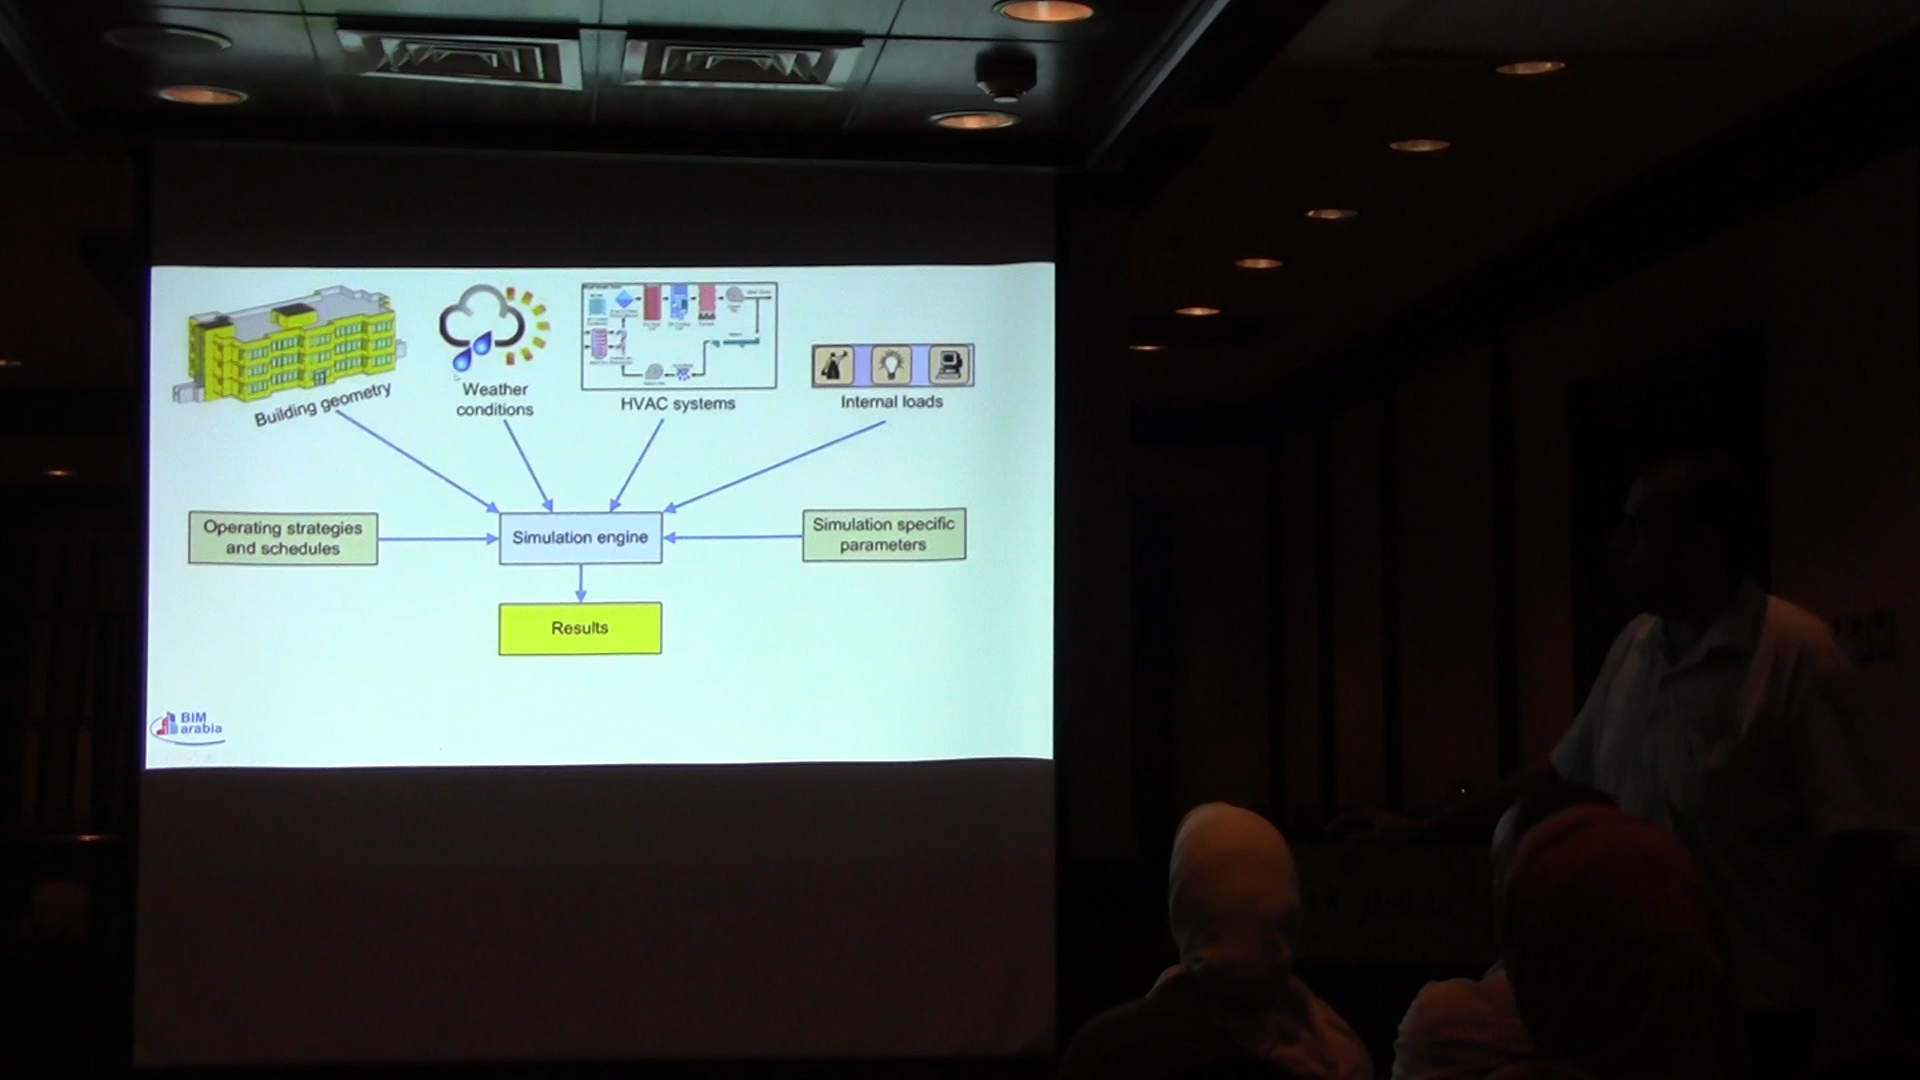 Building geometry
Weather
conditions
HVAC systems
Internal loads
Operating strategies
and schedules
Simulation engine
Simulation specific
parameters
Results
BIM
arabia